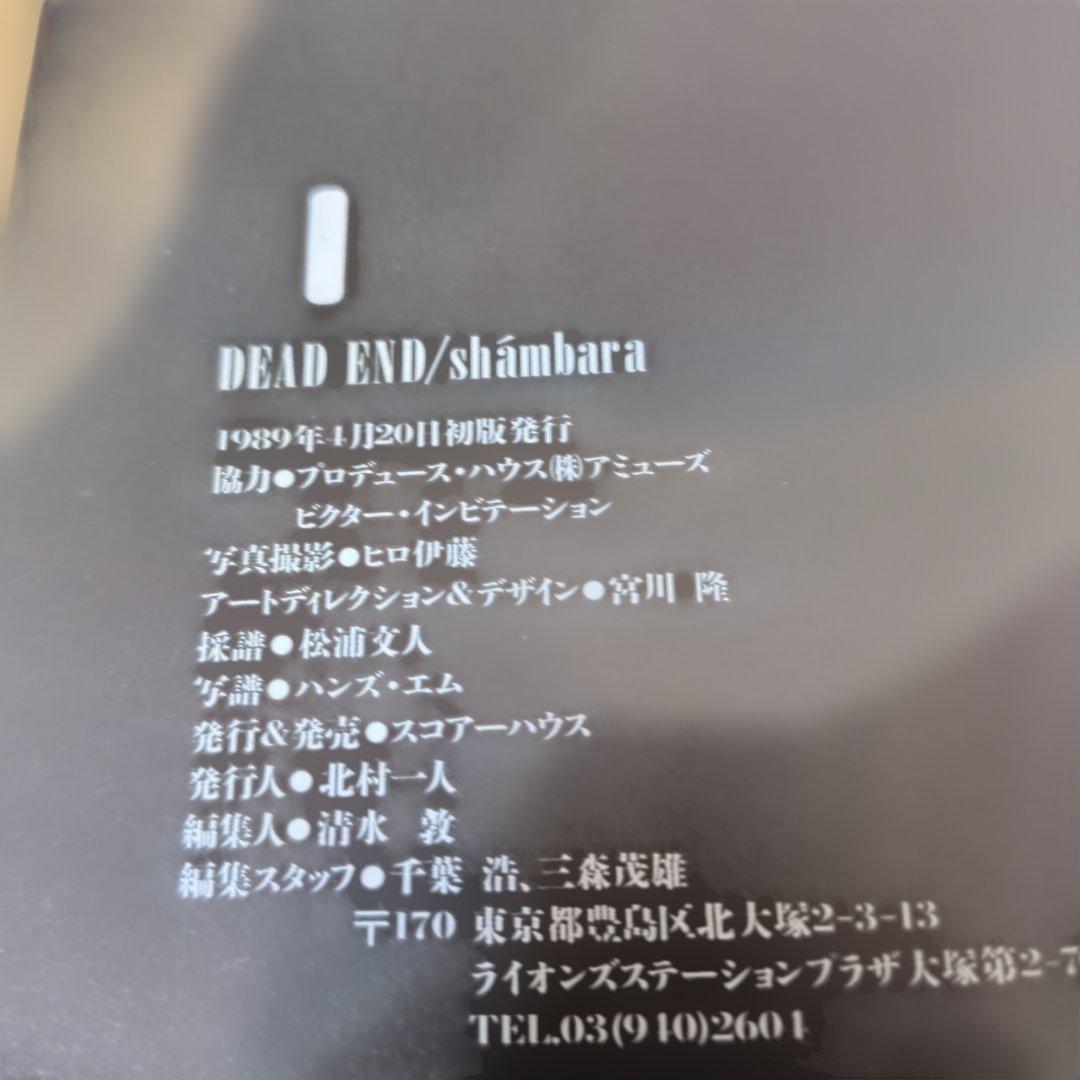 DEAD END/shámbara
1989年4月20日初版発行
協力●プロデュース・ハウス㈱アミューズ
ビクター・インビテーション
写真撮影●ヒロ伊藤
アートディレクション&デザイン●宮川 隆
採譜●松浦文人
写譜●ハンズ・エム
発行&発売●スコアーハウス
発行人●北村一人
編集人●清水 敦
編集スタッフ●千葉 浩、三森茂雄
〒170 東京都豊島区北大塚2-3-13
ライオンズステーションプラザ大塚第2-7
TEL.03(940)2604